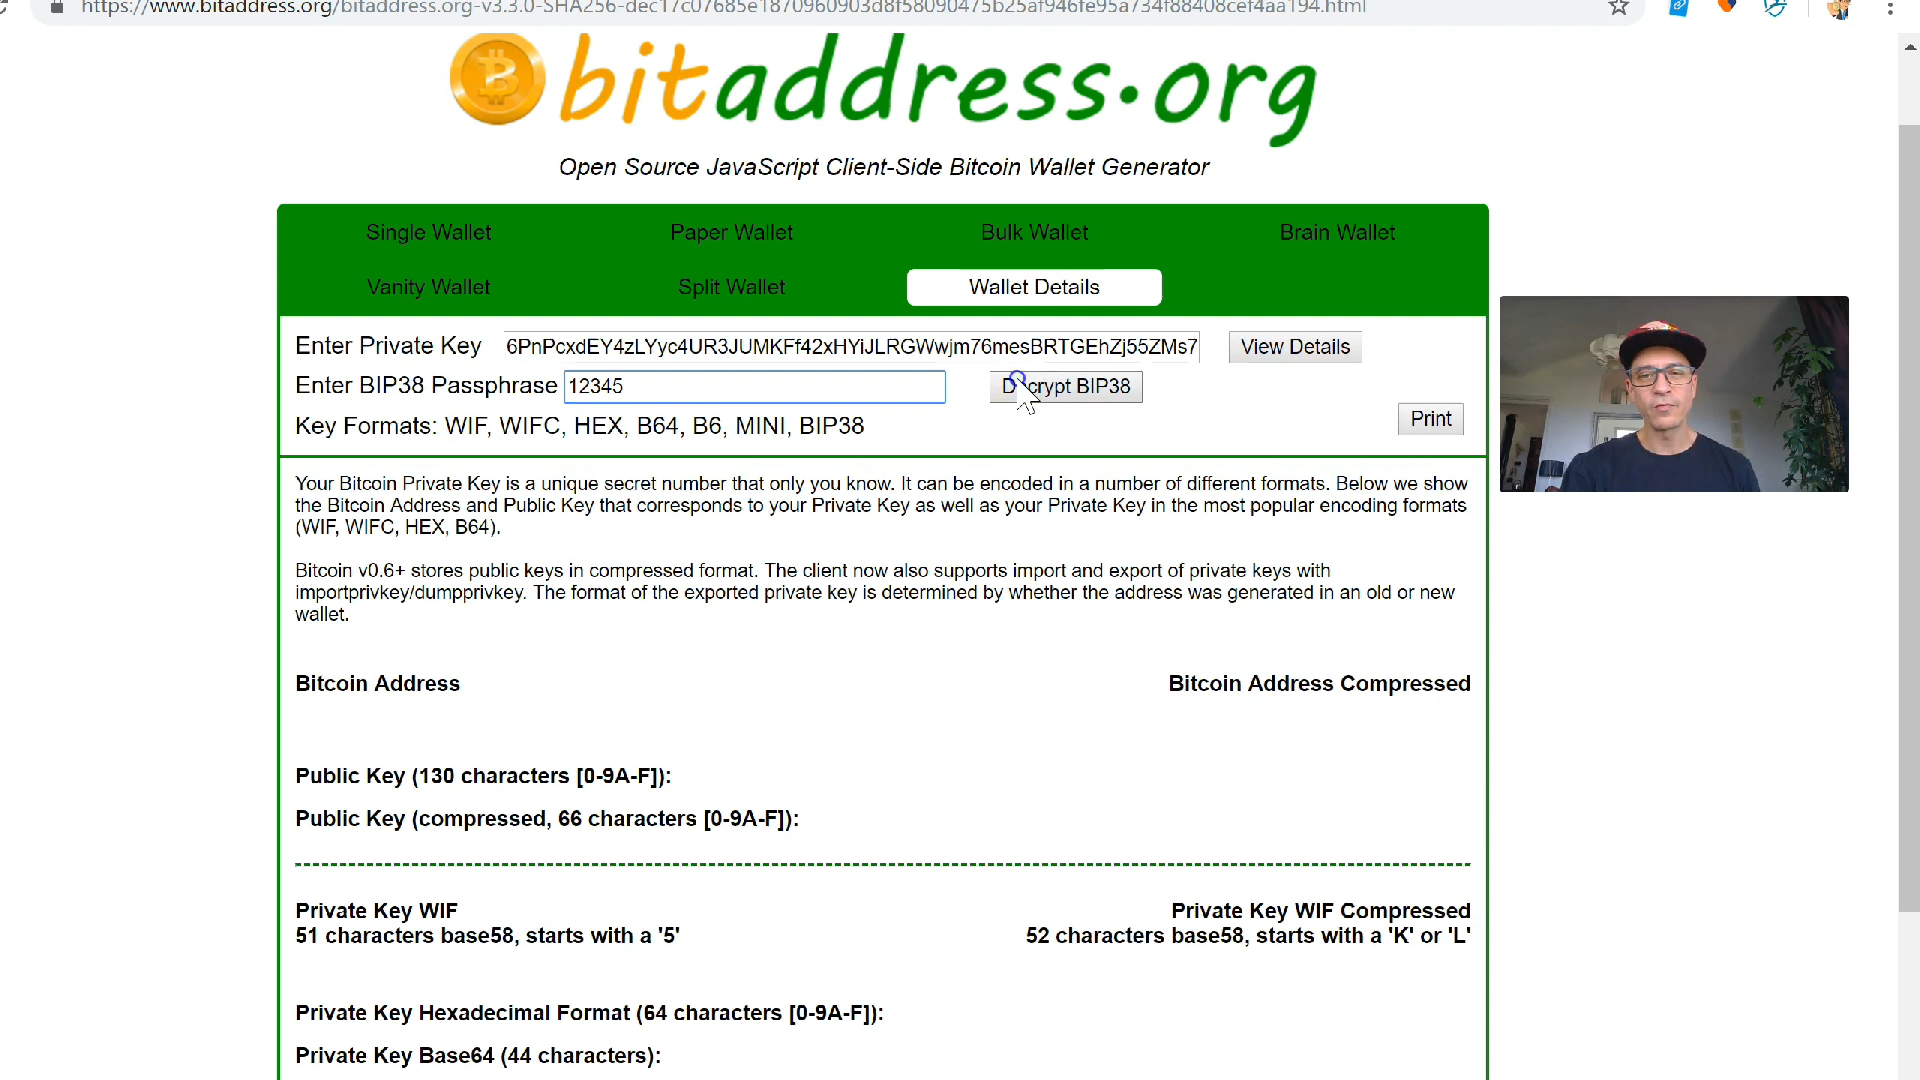 https://www.bitaddress.org/bitaddress.org-v3.3.0-SHA256-dec17c07685e1870960903d8f58090475b25af946fe95a734f88408cef4aa194.html
bitaddress.org
Open Source JavaScript Client-Side Bitcoin Wallet Generator
Single Wallet Paper Wallet Bulk Wallet Brain Wallet
Vanity Wallet Split Wallet Wallet Details
Enter Private Key 6PnPcxdEY4zLYyc4UR3JUMKFf42xHYiJLRGWwjm76mesBRTGEhZj55ZMs7 View Details
Enter BIP38 Passphrase 12345 Decrypt BIP38
Key Formats: WIF, WIFC, HEX, B64, B6, MINI, BIP38
Print
Your Bitcoin Private Key is a unique secret number that only you know. It can be encoded in a number of different formats. Below we show
the Bitcoin Address and Public Key that corresponds to your Private Key as well as your Private Key in the most popular encoding formats
(WIF, WIFC, HEX, B64).
Bitcoin v0.6+ stores public keys in compressed format. The client now also supports import and export of private keys with
importprivkey/dumpprivkey. The format of the exported private key is determined by whether the address was generated in an old or new
wallet.
Bitcoin Address Bitcoin Address Compressed
Public Key (130 characters [0-9A-F]):
Public Key (compressed, 66 characters [0-9A-F]):
Private Key WIF Private Key WIF Compressed
51 characters base58, starts with a '5' 52 characters base58, starts with a 'K' or 'L'
Private Key Hexadecimal Format (64 characters [0-9A-F]):
Private Key Base64 (44 characters):